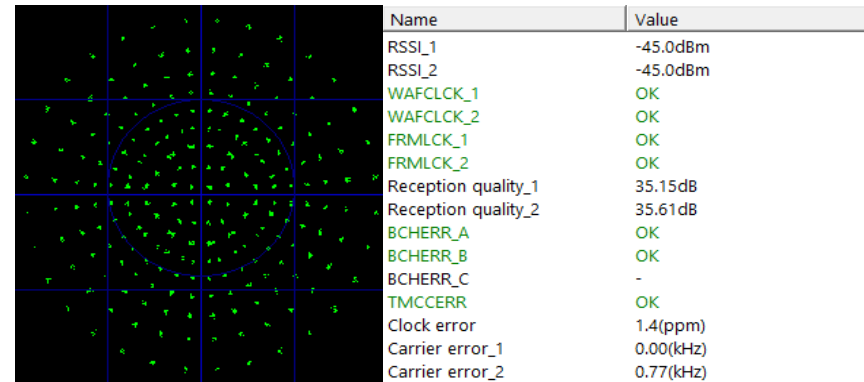 Name Value
RSSI_1 -45.0dBm
RSSI_2 -45.0dBm
WAFCLCK_1 OK
WAFCLCK_2 OK
FRMLCK_1 OK
FRMLCK_2 OK
Reception quality_1 35.15dB
Reception quality_2 35.61dB
BCHERR_A OK
BCHERR_B OK
BCHERR_C -
TMCCERR OK
Clock error 1.4(ppm)
Carrier error_1 0.00(kHz)
Carrier error_2 0.77(kHz)